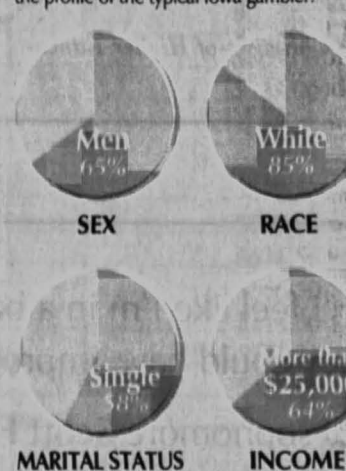 the profile of the typical Iowa gambler:
Men
65%
White
85%
SEX
RACE
Single
58%
More than
$25,000
64%
MARITAL STATUS
INCOME